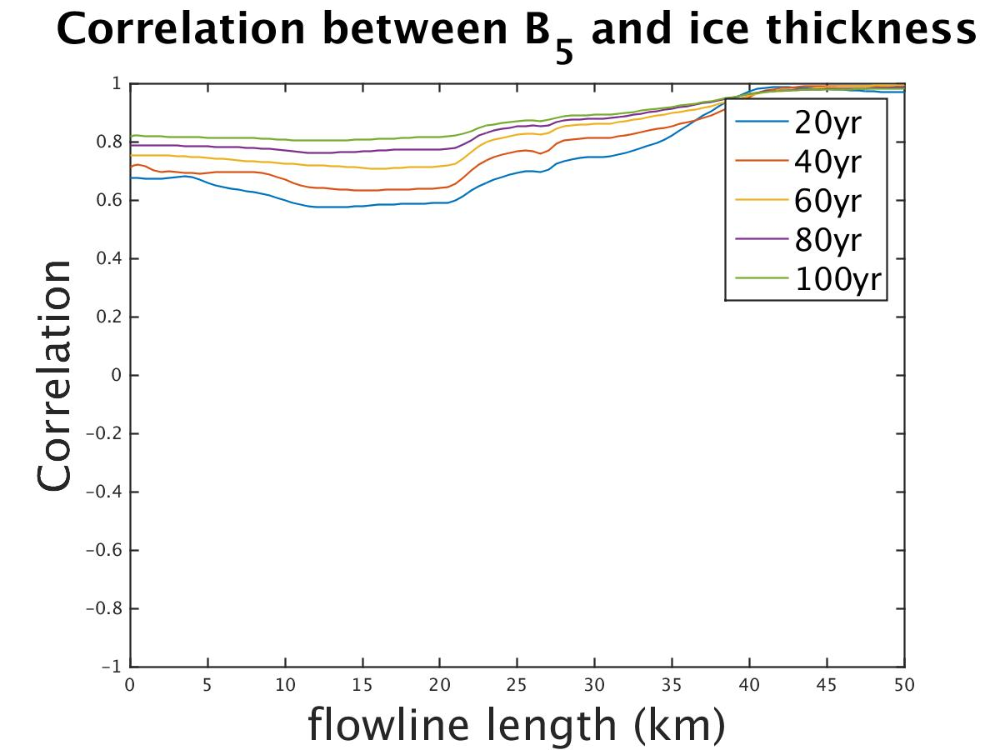 Correlation between B5 and ice thickness
1
0.8
0.6
0.4
0.2
0
−0.2
−0.4
−0.6
−0.8
−1
Correlation
20yr
40yr
60yr
80yr
100yr
0 5 10 15 20 25 30 35 40 45 50
flowline length (km)